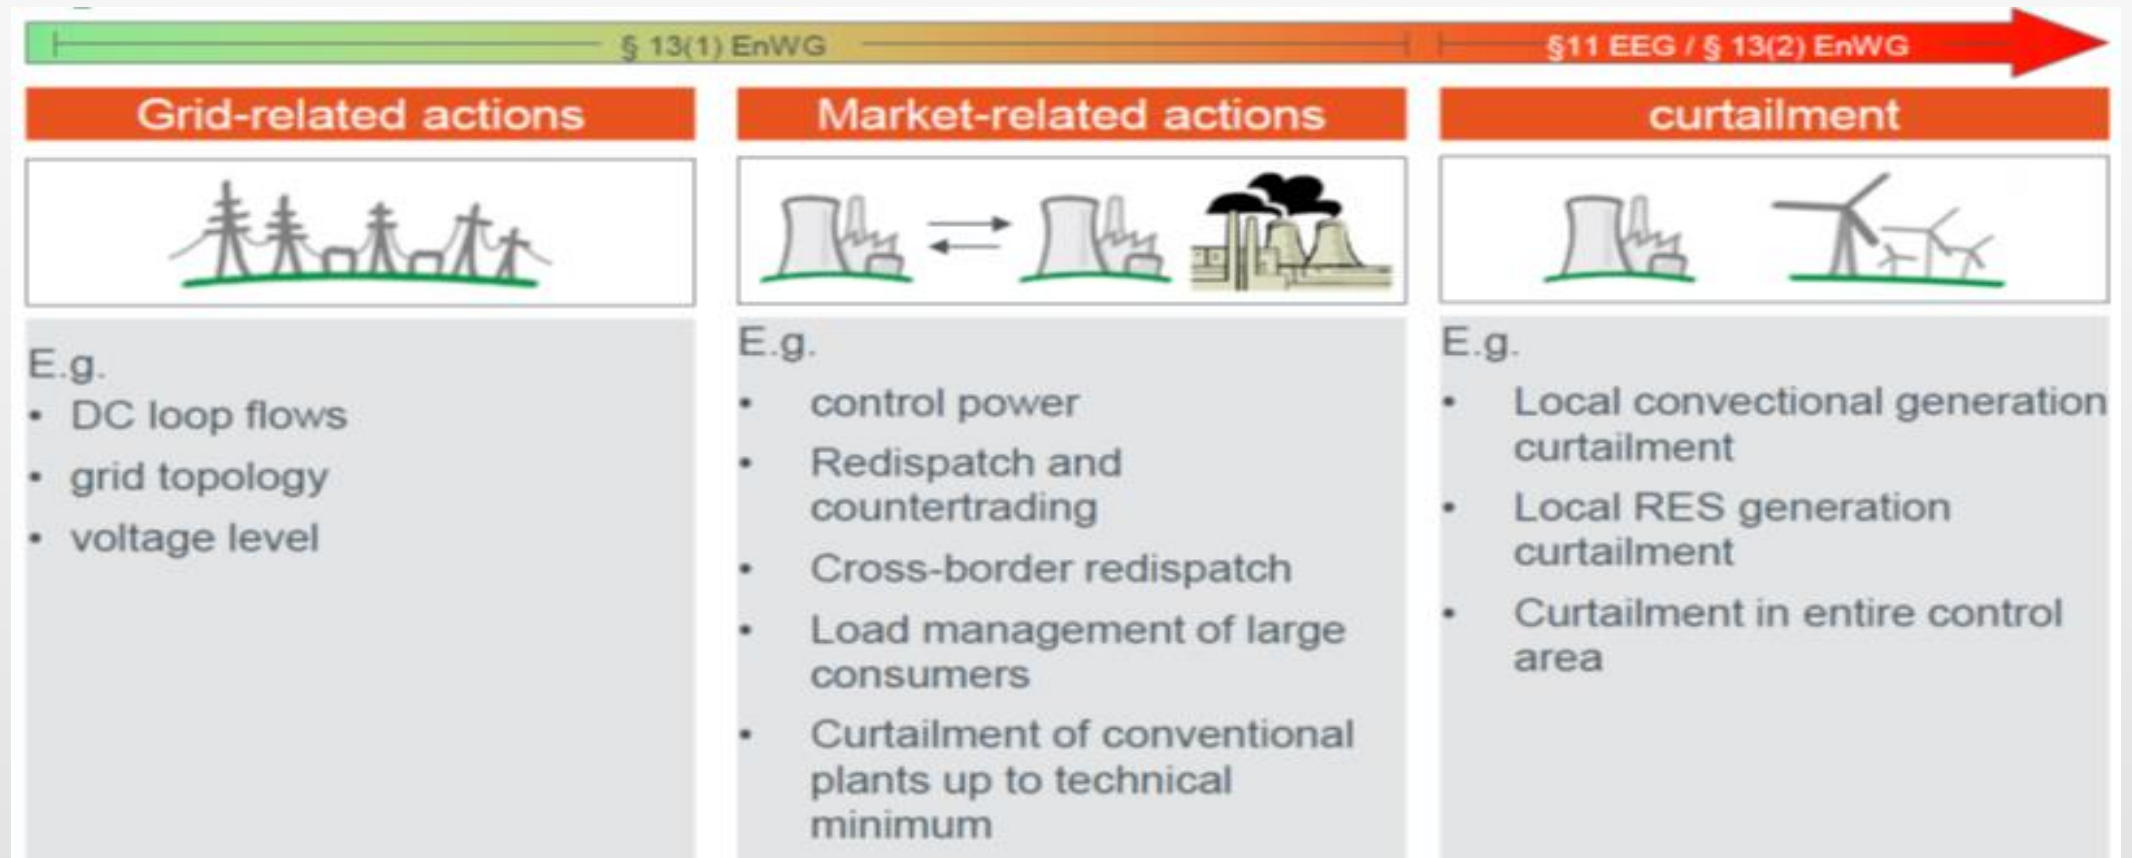 § 13(1) EnWG
§11 EEG / § 13(2) EnWG
Grid-related actions
E.g.
• DC loop flows
• grid topology
• voltage level
Market-related actions
E.g.
• control power
• Redispatch and
countertrading
• Cross-border redispatch
• Load management of large
consumers
• Curtailment of conventional
plants up to technical
minimum
curtailment
E.g.
• Local convectional generation
curtailment
• Local RES generation
curtailment
• Curtailment in entire control
area